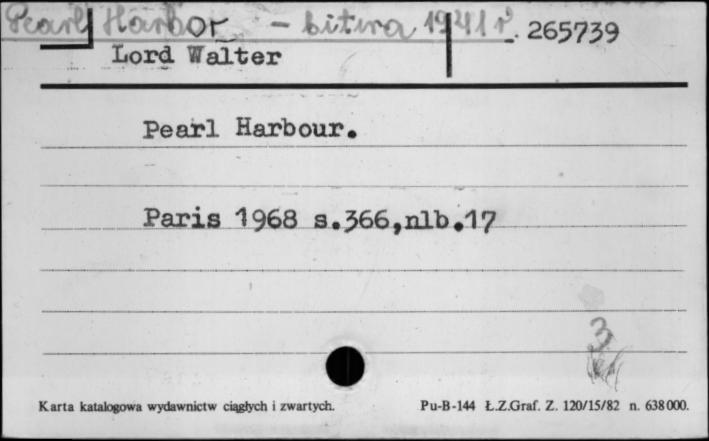 Pearl Harbor - bitwa 1941 r. 265739
Lord Walter
Pearl Harbour.
Paris 1968 s.366,nlb.17
3
Karta katalogowa wydawnictw ciągłych i zwartych. Pu-B-144 Ł.Z.Graf. Z. 120/15/82 n. 638000.